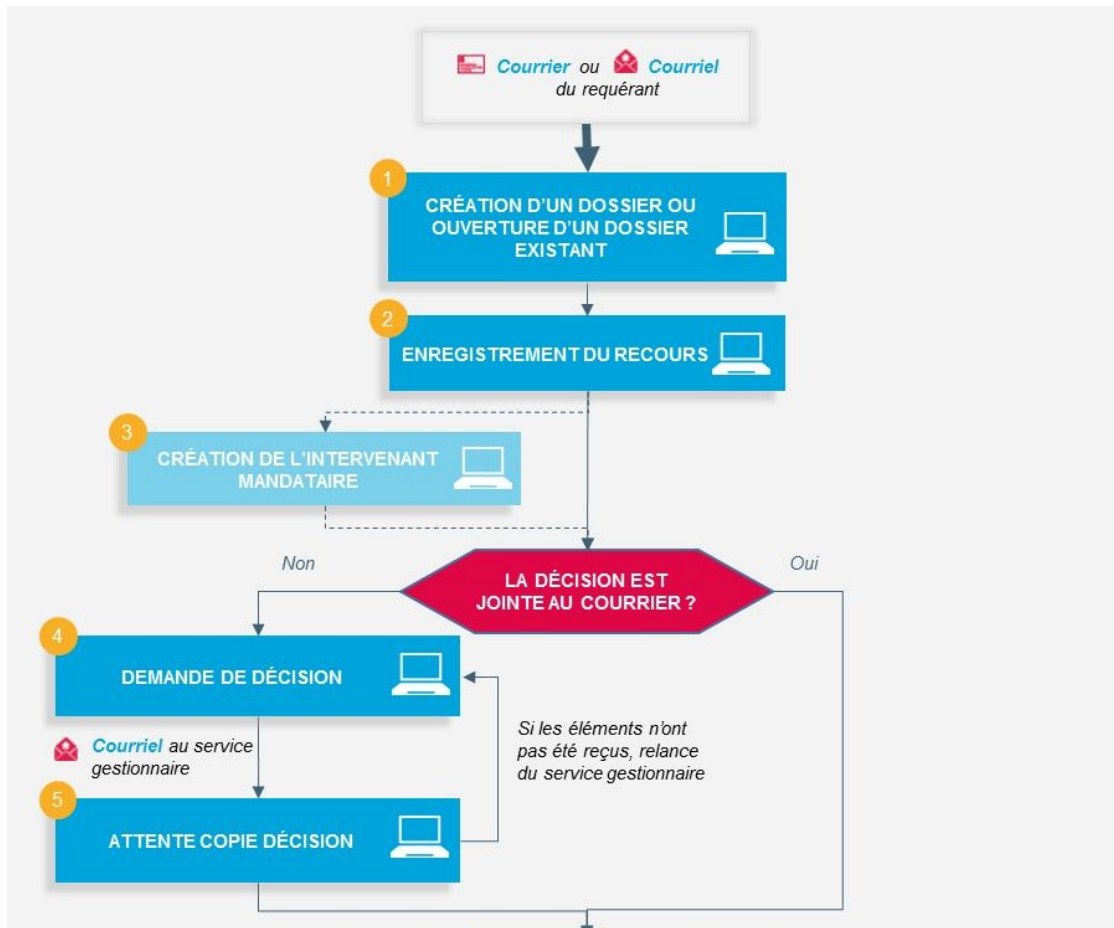 Courrier ou Courriel
du requérant
1
CRÉATION D'UN DOSSIER OU
OUVERTURE D'UN DOSSIER
EXISTANT
2
ENREGISTREMENT DU RECOURS
3
CRÉATION DE L'INTERVENANT
MANDATAIRE
Non
LA DÉCISION EST
JOINTE AU COURRIER ?
Oui
4
DEMANDE DE DÉCISION
Courriel au service
gestionnaire
Si les éléments n'ont
pas été reçus, relance
du service gestionnaire
5
ATTENTE COPIE DÉCISION